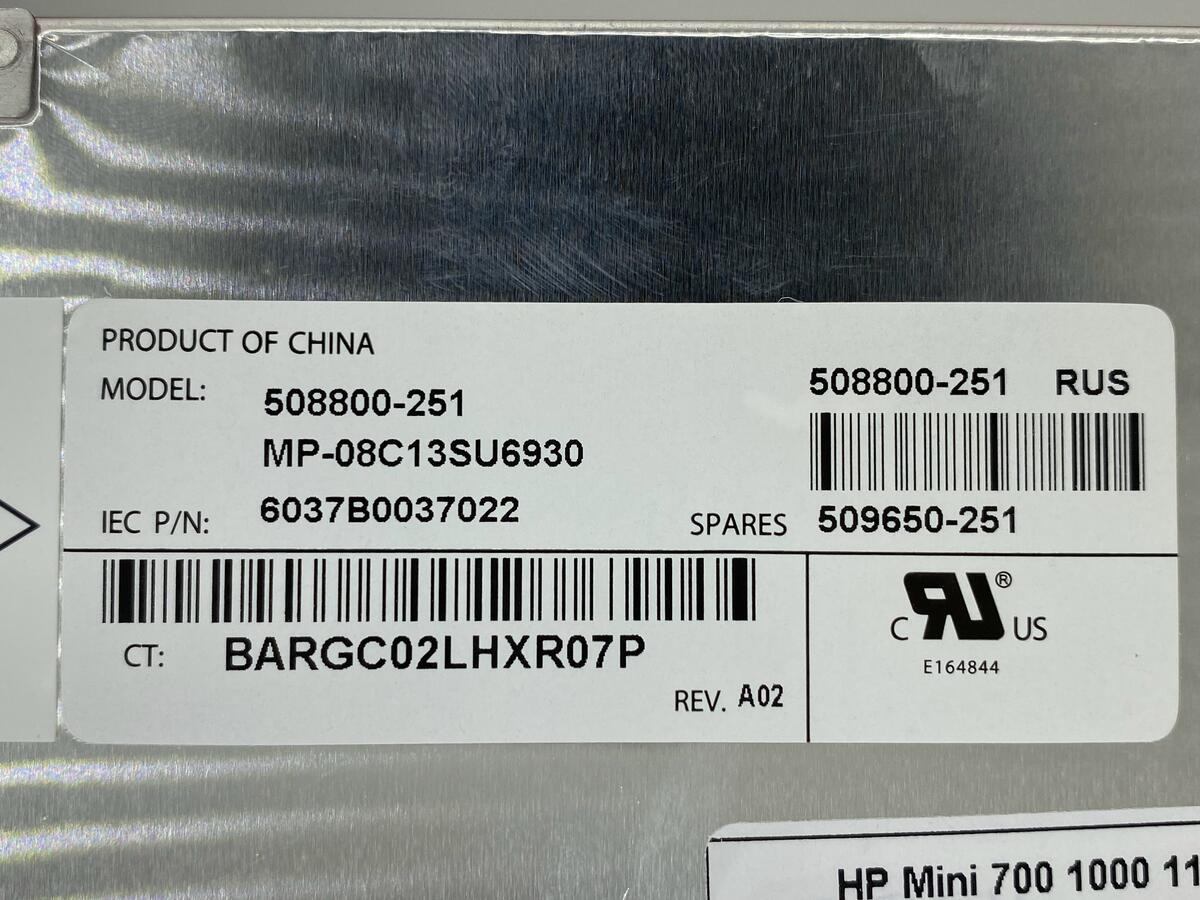 PRODUCT OF CHINA
MODEL: 508800-251
MP-08C13SU6930
IEC P/N: 6037B0037022
508800-251 RUS
SPARES 509650-251
CT: BARGC02LHXR07P
REV. A02
C RU® US
E164844
HP Mini 700 1000 11